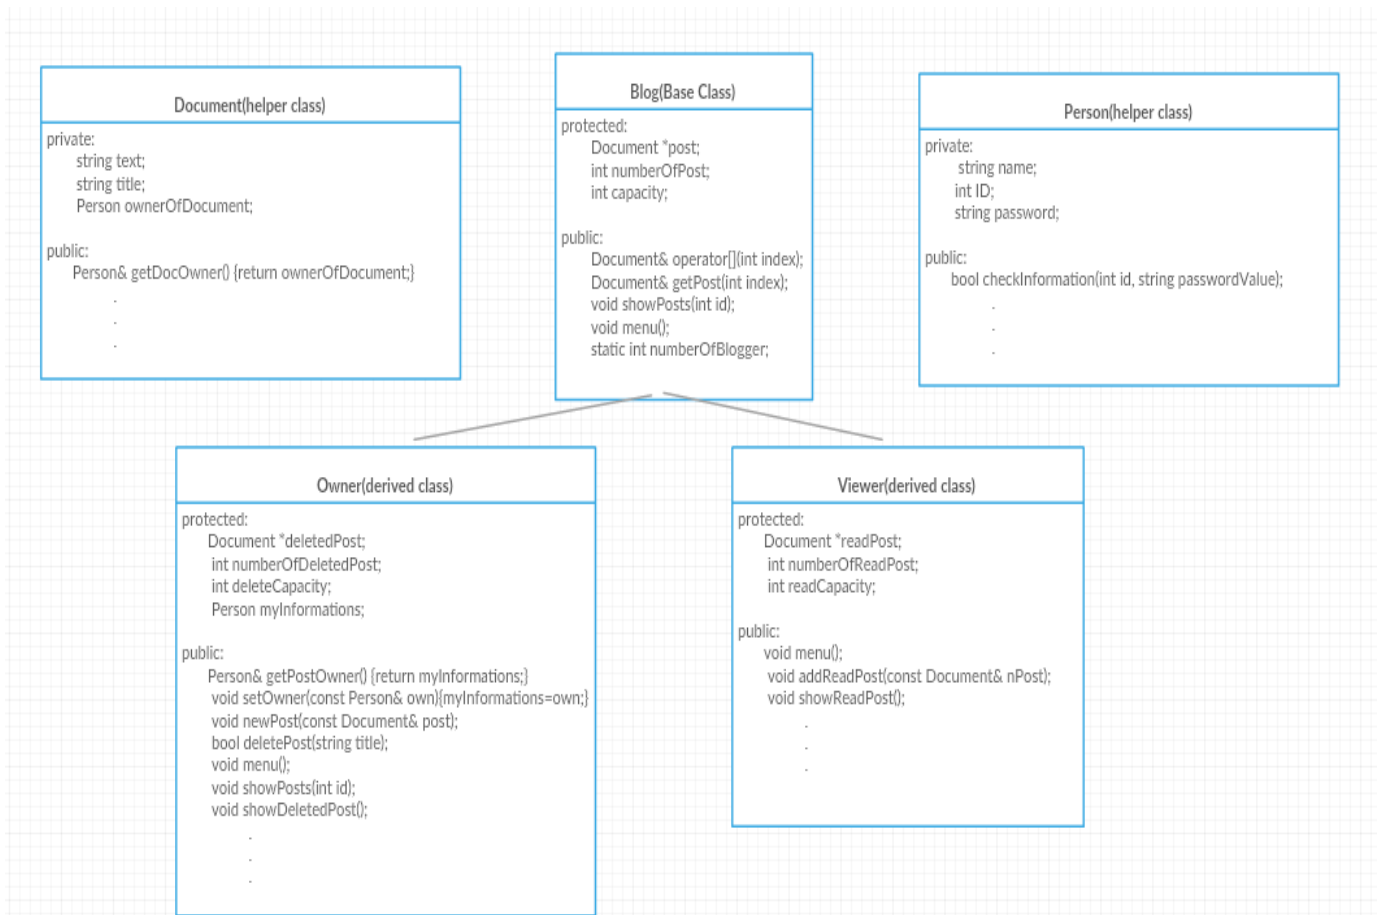 Document(helper class)
private:
string text;
string title;
Person ownerOfDocument;
public:
Person& getDocOwner() {return ownerOfDocument;}
.
.
.
Blog(Base Class)
protected:
Document *post;
int numberOfPost;
int capacity;
public:
Document& operator[](int index);
Document& getPost(int index);
void showPosts(int id);
void menu();
static int numberOfBlogger;
Person(helper class)
private:
string name;
int ID;
string password;
public:
bool checkInformation(int id, string passwordValue);
.
.
.
Owner(derived class)
protected:
Document *deletedPost;
int numberOfDeletedPost;
int deleteCapacity;
Person myInformations;
public:
Person& getPostOwner() {return myInformations;}
void setOwner(const Person& own){myInformations=own;}
void newPost(const Document& post);
bool deletePost(string title);
void menu();
void showPosts(int id);
void showDeletedPost();
.
.
.
Viewer(derived class)
protected:
Document *readPost;
int numberOfReadPost;
int readCapacity;
public:
void menu();
void addReadPost(const Document& nPost);
void showReadPost();
.
.
.